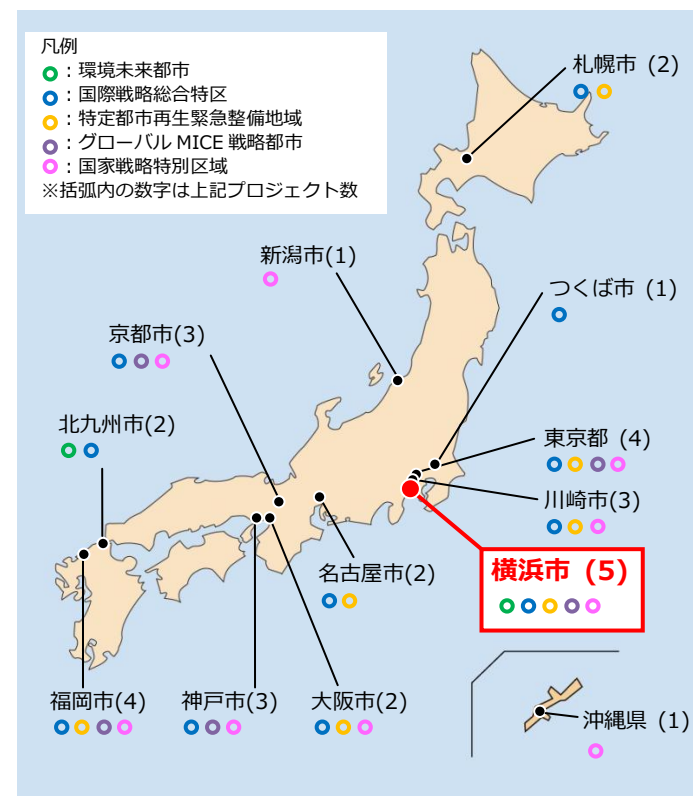 凡例
：環境未来都市
：国際戦略総合特区
：特定都市再生緊急整備地域
：グローバル MICE 戦略都市
：国家戦略特別区域
※括弧内の数字は上記プロジェクト数
札幌市 (2)
新潟市(1)
つくば市 (1)
京都市(3)
北九州市(2)
東京都 (4)
川崎市(3)
横浜市 (5)
名古屋市(2)
福岡市(4)
神戸市(3)
大阪市(2)
沖縄県 (1)